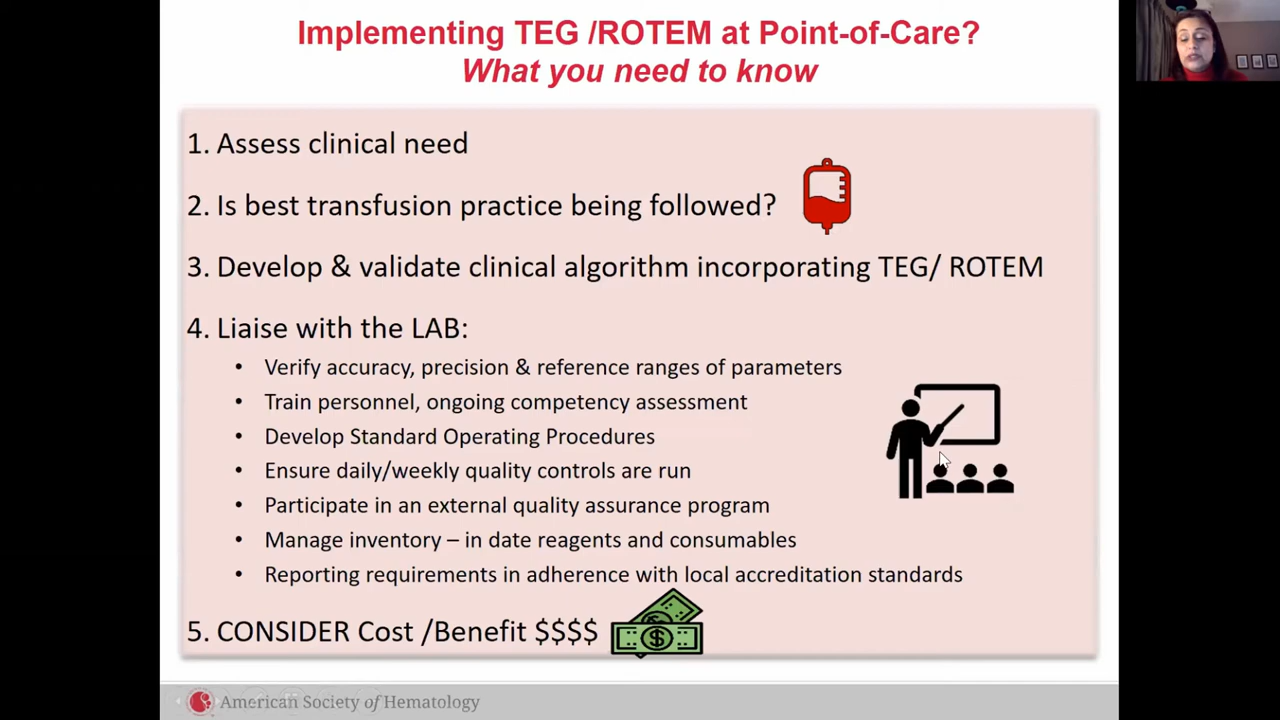 Implementing TEG /ROTEM at Point-of-Care?
What you need to know
1. Assess clinical need
2. Is best transfusion practice being followed?
3. Develop & validate clinical algorithm incorporating TEG/ ROTEM
4. Liaise with the LAB:
• Verify accuracy, precision & reference ranges of parameters
• Train personnel, ongoing competency assessment
• Develop Standard Operating Procedures
• Ensure daily/weekly quality controls are run
• Participate in an external quality assurance program
• Manage inventory – in date reagents and consumables
• Reporting requirements in adherence with local accreditation standards
5. CONSIDER Cost /Benefit $$$$
$
American Society of Hematology